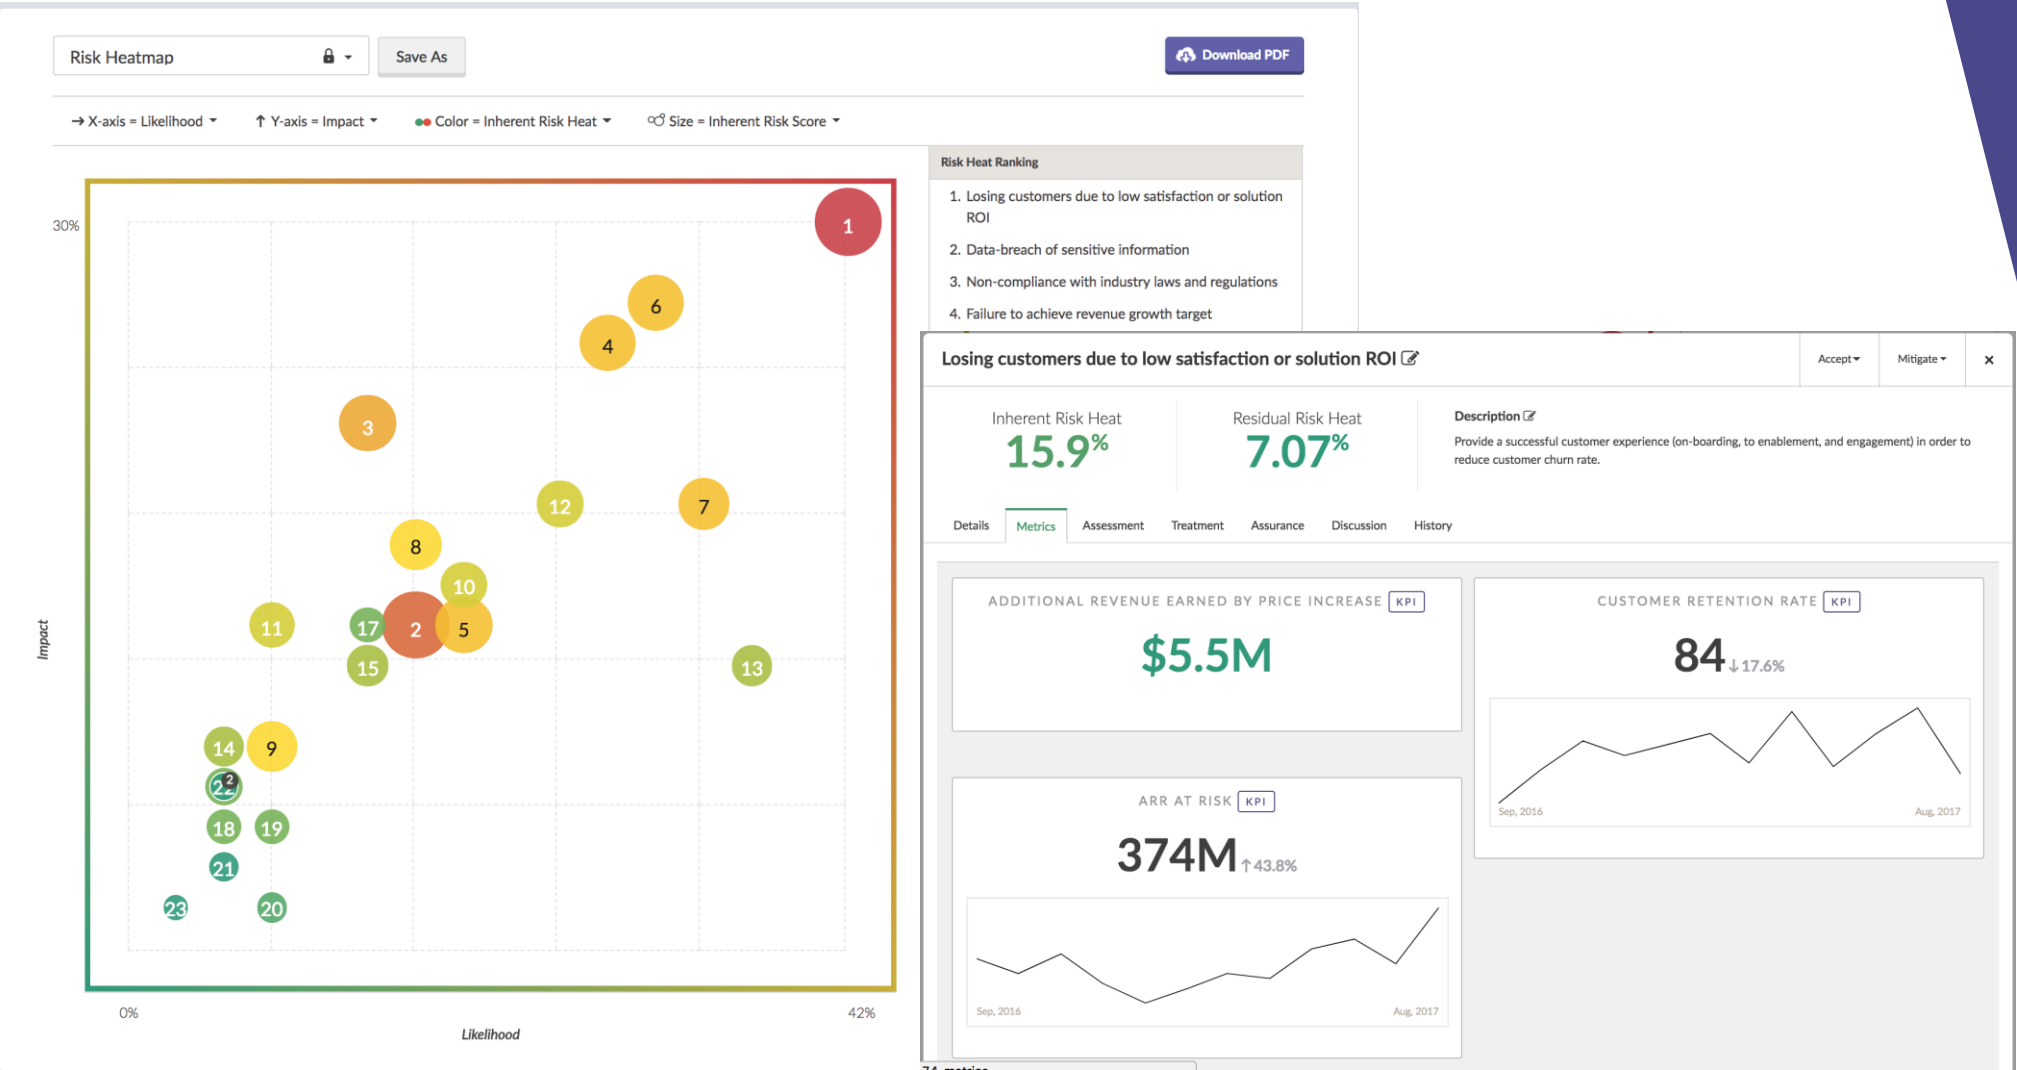 Risk Heatmap
Save As
Download PDF
X-axis = Likelihood
Y-axis = Impact
Color = Inherent Risk Heat
Size = Inherent Risk Score
30%
1
6
4
3
12
7
8
10
11
17
2
5
15
13
14
9
22
2
18
19
21
23
20
Impact
0%
42%
Likelihood
Risk Heat Ranking
1. Losing customers due to low satisfaction or solution
ROI
2. Data-breach of sensitive information
3. Non-compliance with industry laws and regulations
4. Failure to achieve revenue growth target
Losing customers due to low satisfaction or solution ROI
Accept
Mitigate
×
Inherent Risk Heat
15.9%
Residual Risk Heat
7.07%
Description
Provide a successful customer experience (on-boarding, to enablement, and engagement) in order to
reduce customer churn rate.
Details
Metrics
Assessment
Treatment
Assurance
Discussion
History
ADDITIONAL REVENUE EARNED BY PRICE INCREASE KPI
$5.5M
CUSTOMER RETENTION RATE KPI
84 ↓17.6%
Sep, 2016
Aug, 2017
ARR AT RISK KPI
374M ↑43.8%
Sep, 2016
Aug, 2017